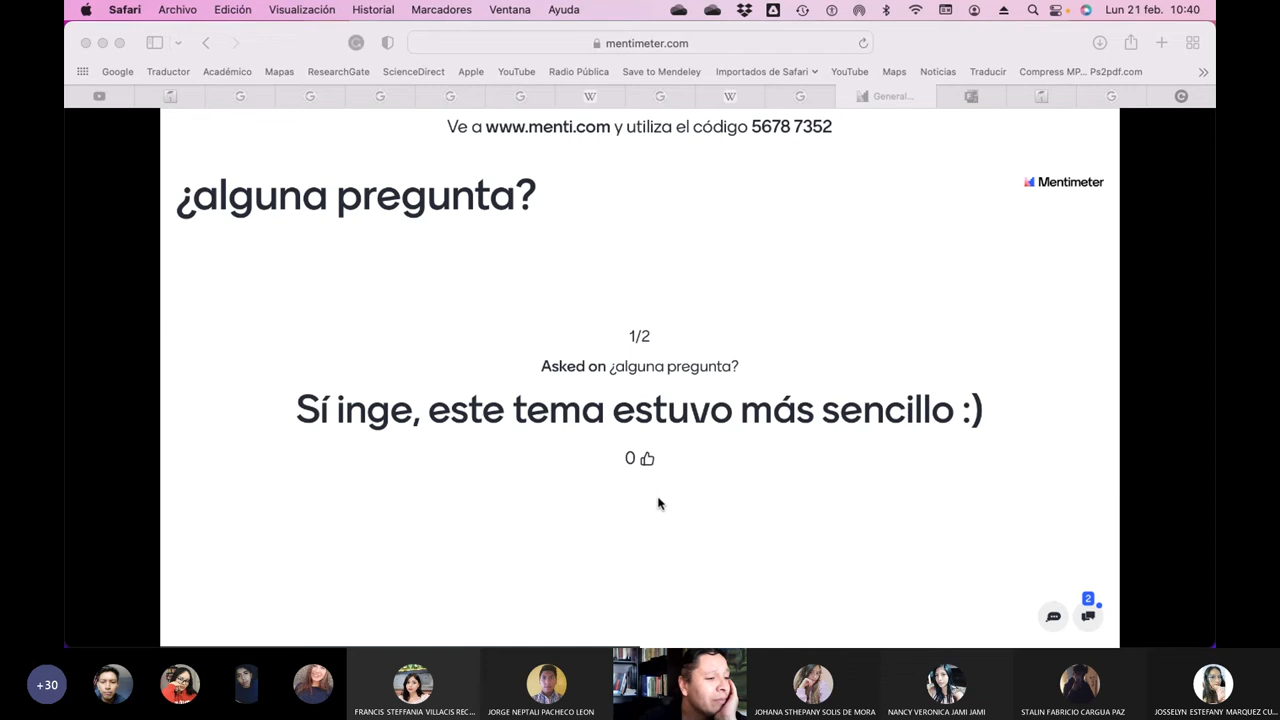 Safari Archivo Edición Visualización Historial Marcadores Ventana Ayuda Lun 21 feb. 10:40
mentimeter.com
Google Traductor Académico Mapas ResearchGate ScienceDirect Apple YouTube Radio Pública Save to Mendeley Importados de Safari YouTube Maps Noticias Traducir Compress MP... Ps2pdf.com
General...
Ve a www.menti.com y utiliza el código 5678 7352
¿alguna pregunta?
Mentimeter
1/2
Asked on ¿alguna pregunta?
Sí inge, este tema estuvo más sencillo :)
0
2
+30
FRANCIS STEFFANIA VILLACIS REC... JORGE NEPTALI PACHECO LEON JOHANA STHEPANY SOLIS DE MORA NANCY VERONICA JAMI JAMI STALIN FABRICIO CARGUA PAZ JOSSELYN ESTEFANY MARQUEZ CU...